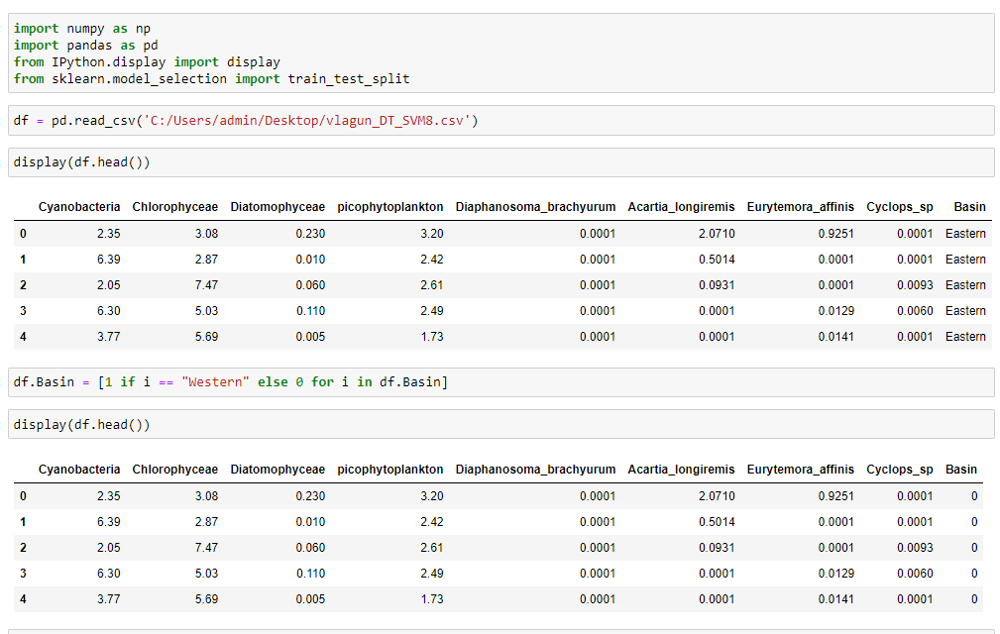 import numpy as np
import pandas as pd
from IPython.display import display
from sklearn.model_selection import train_test_split
df = pd.read_csv('C:/Users/admin/Desktop/vlagun_DT_SVM8.csv')
display(df.head())
Cyanobacteria Chlorophyceae Diatomophyceae picophytoplankton Diaphanosoma_brachyurum Acartia_longiremis Eurytemora_affinis Cyclops_sp Basin
0 2.35 3.08 0.230 3.20 0.0001 2.0710 0.9251 0.0001 Eastern
1 6.39 2.87 0.010 2.42 0.0001 0.5014 0.0001 0.0001 Eastern
2 2.05 7.47 0.060 2.61 0.0001 0.0931 0.0001 0.0093 Eastern
3 6.30 5.03 0.110 2.49 0.0001 0.0001 0.0129 0.0060 Eastern
4 3.77 5.69 0.005 1.73 0.0001 0.0001 0.0141 0.0001 Eastern
df.Basin = [1 if i == "Western" else 0 for i in df.Basin]
display(df.head())
Cyanobacteria Chlorophyceae Diatomophyceae picophytoplankton Diaphanosoma_brachyurum Acartia_longiremis Eurytemora_affinis Cyclops_sp Basin
0 2.35 3.08 0.230 3.20 0.0001 2.0710 0.9251 0.0001 0
1 6.39 2.87 0.010 2.42 0.0001 0.5014 0.0001 0.0001 0
2 2.05 7.47 0.060 2.61 0.0001 0.0931 0.0001 0.0093 0
3 6.30 5.03 0.110 2.49 0.0001 0.0001 0.0129 0.0060 0
4 3.77 5.69 0.005 1.73 0.0001 0.0001 0.0141 0.0001 0